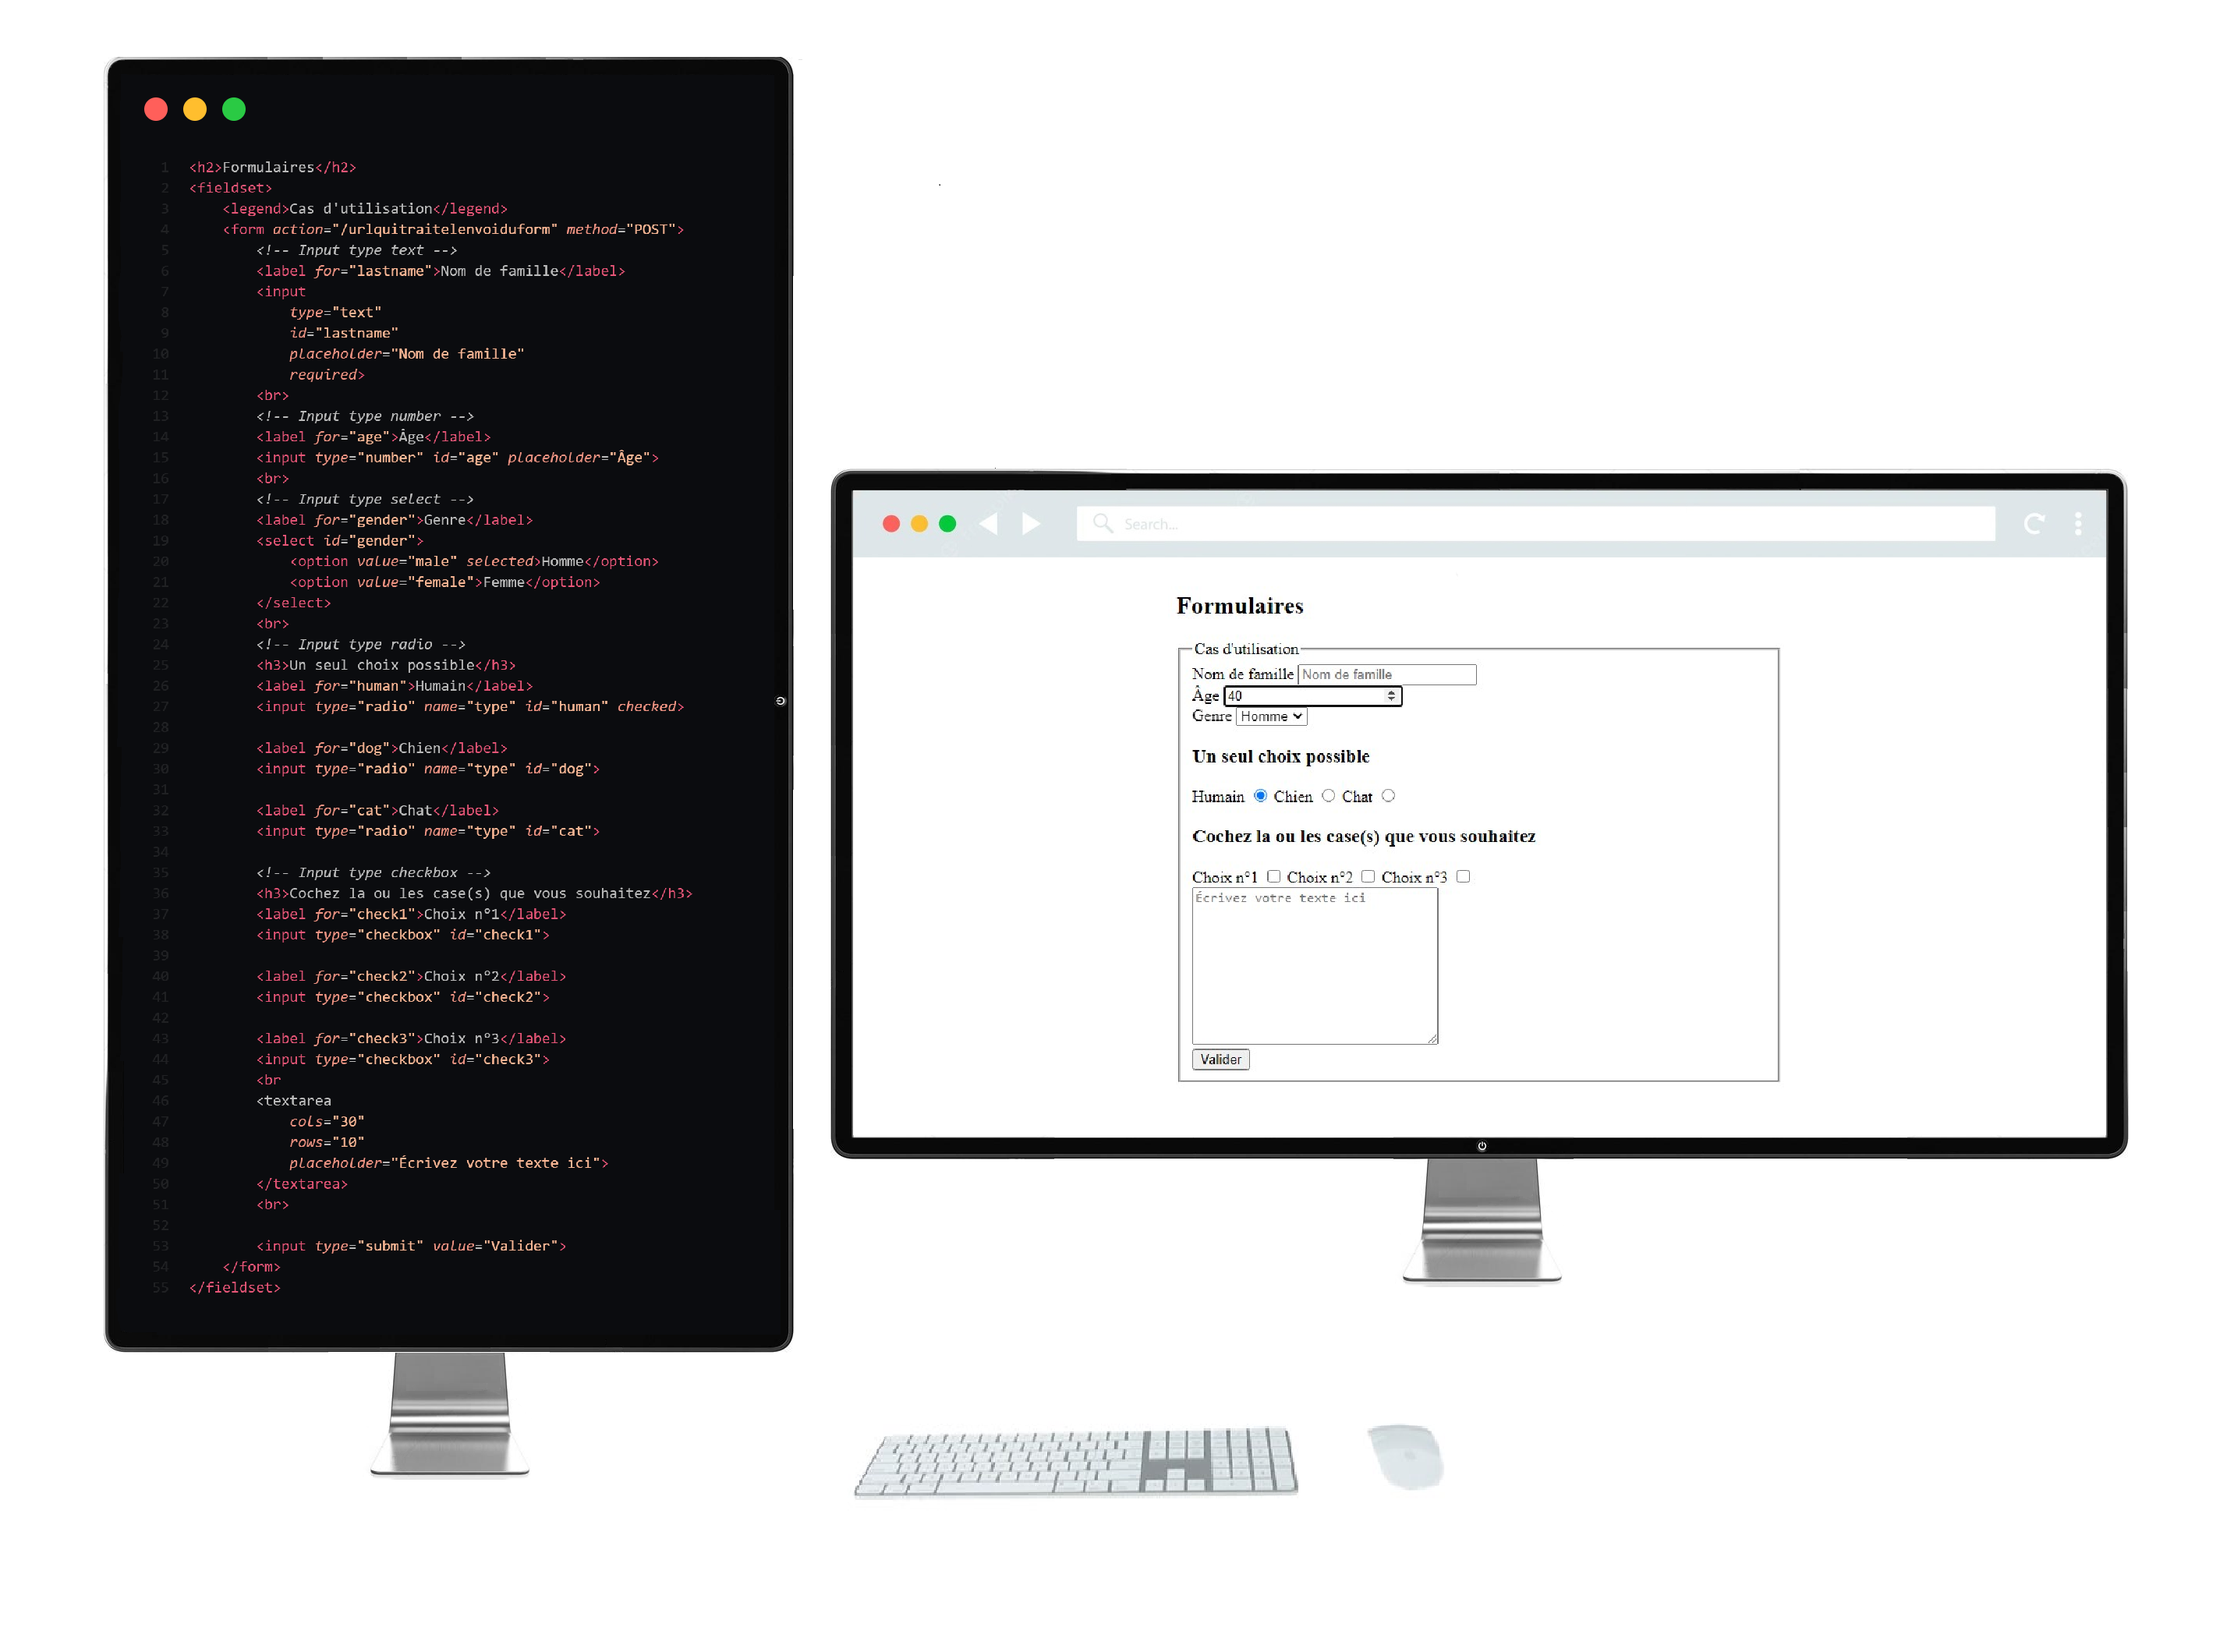 1 <h2>Formulaires</h2>
2 <fieldset>
3 <legend>Cas d'utilisation</legend>
4 <form action="/urlquitraitelenvoiduform" method="POST">
5 <!-- Input type text -->
6 <label for="lastname">Nom de famille</label>
7 <input
8 type="text"
9 id="lastname"
10 placeholder="Nom de famille"
11 required>
12 <br>
13 <!-- Input type number -->
14 <label for="age">Âge</label>
15 <input type="number" id="age" placeholder="Âge">
16 <br>
17 <!-- Input type select -->
18 <label for="gender">Genre</label>
19 <select id="gender">
20 <option value="male" selected>Homme</option>
21 <option value="female">Femme</option>
22 </select>
23 <br>
24 <!-- Input type radio -->
25 <h3>Un seul choix possible</h3>
26 <label for="human">Humain</label>
27 <input type="radio" name="type" id="human" checked>
28
29 <label for="dog">Chien</label>
30 <input type="radio" name="type" id="dog">
31
32 <label for="cat">Chat</label>
33 <input type="radio" name="type" id="cat">
34
35 <!-- Input type checkbox -->
36 <h3>Cochez la ou les case(s) que vous souhaitez</h3>
37 <label for="check1">Choix n°1</label>
38 <input type="checkbox" id="check1">
39
40 <label for="check2">Choix n°2</label>
41 <input type="checkbox" id="check2">
42
43 <label for="check3">Choix n°3</label>
44 <input type="checkbox" id="check3">
45 <br
46 <textarea
47 cols="30"
48 rows="10"
49 placeholder="Écrivez votre texte ici">
50 </textarea>
51 <br>
52
53 <input type="submit" value="Valider">
54 </form>
55 </fieldset>
Search...
Formulaires
Cas d'utilisation
Nom de famille Nom de famille
Âge 40
Genre Homme
Un seul choix possible
Humain Chien Chat
Cochez la ou les case(s) que vous souhaitez
Choix n°1 Choix n°2 Choix n°3
Écrivez votre texte ici
Valider